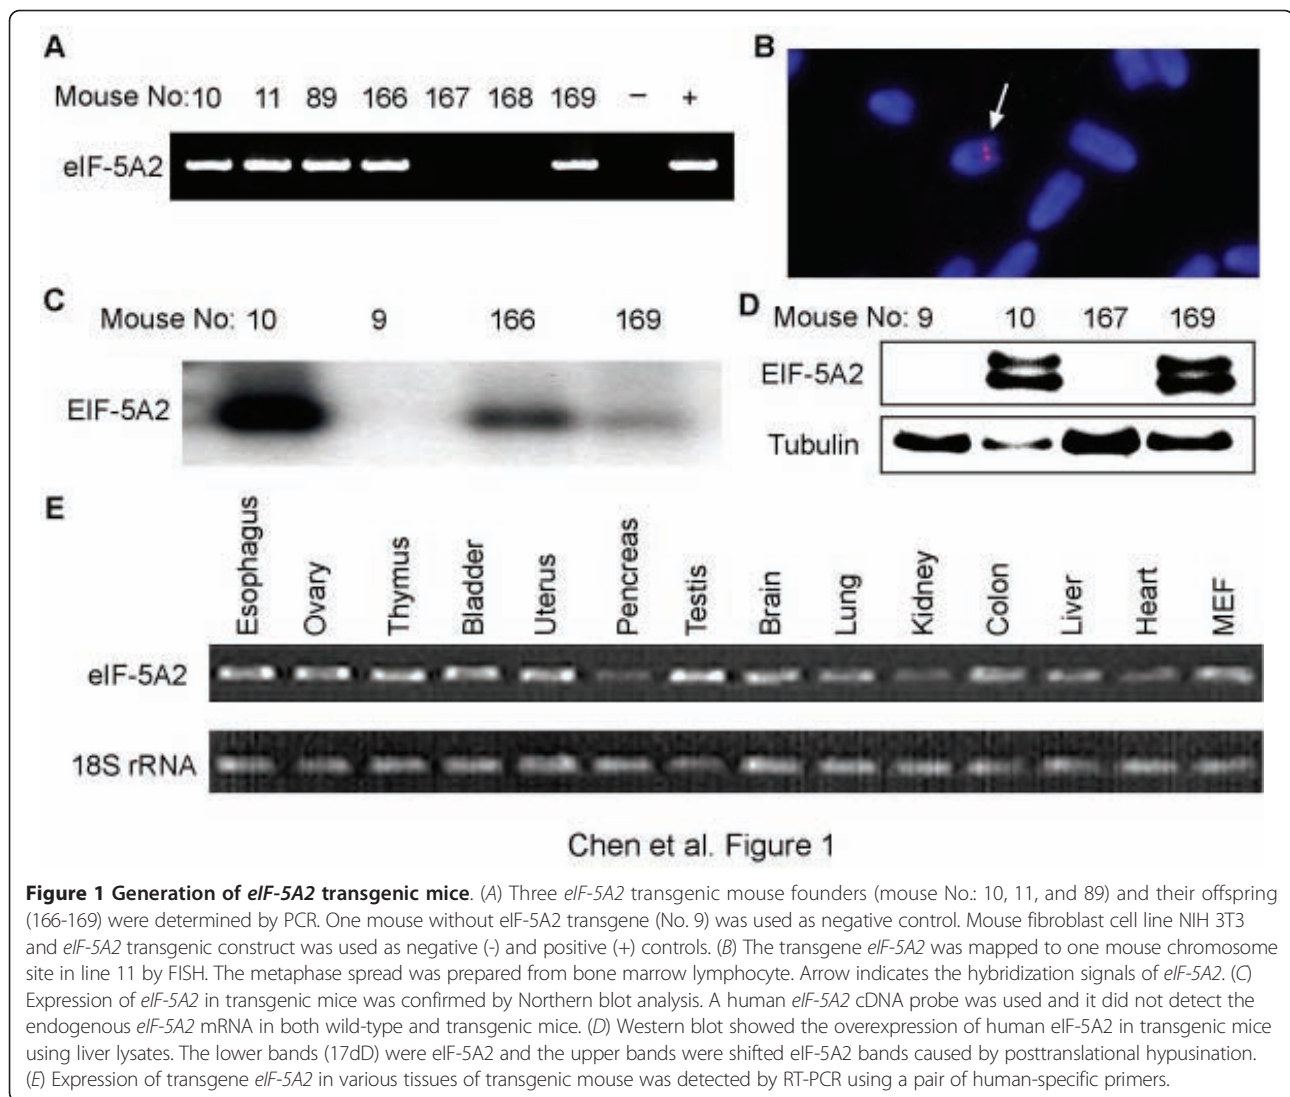 A
Mouse No:10 11 89 166 167 168 169 – +
eIF-5A2
B
C
Mouse No: 10 9 166 169
EIF-5A2
D
Mouse No: 9 10 167 169
EIF-5A2
Tubulin
E
Esophagus Ovary Thymus Bladder Uterus Pencreas Testis Brain Lung Kidney Colon Liver Heart MEF
eIF-5A2
18S rRNA
Chen et al. Figure 1
Figure 1 Generation of eIF-5A2 transgenic mice. (A) Three eIF-5A2 transgenic mouse founders (mouse No.: 10, 11, and 89) and their offspring
(166-169) were determined by PCR. One mouse without eIF-5A2 transgene (No. 9) was used as negative control. Mouse fibroblast cell line NIH 3T3
and eIF-5A2 transgenic construct was used as negative (-) and positive (+) controls. (B) The transgene eIF-5A2 was mapped to one mouse chromosome
site in line 11 by FISH. The metaphase spread was prepared from bone marrow lymphocyte. Arrow indicates the hybridization signals of eIF-5A2. (C)
Expression of eIF-5A2 in transgenic mice was confirmed by Northern blot analysis. A human eIF-5A2 cDNA probe was used and it did not detect the
endogenous eIF-5A2 mRNA in both wild-type and transgenic mice. (D) Western blot showed the overexpression of human eIF-5A2 in transgenic mice
using liver lysates. The lower bands (17dD) were eIF-5A2 and the upper bands were shifted eIF-5A2 bands caused by posttranslational hypusination.
(E) Expression of transgene eIF-5A2 in various tissues of transgenic mouse was detected by RT-PCR using a pair of human-specific primers.